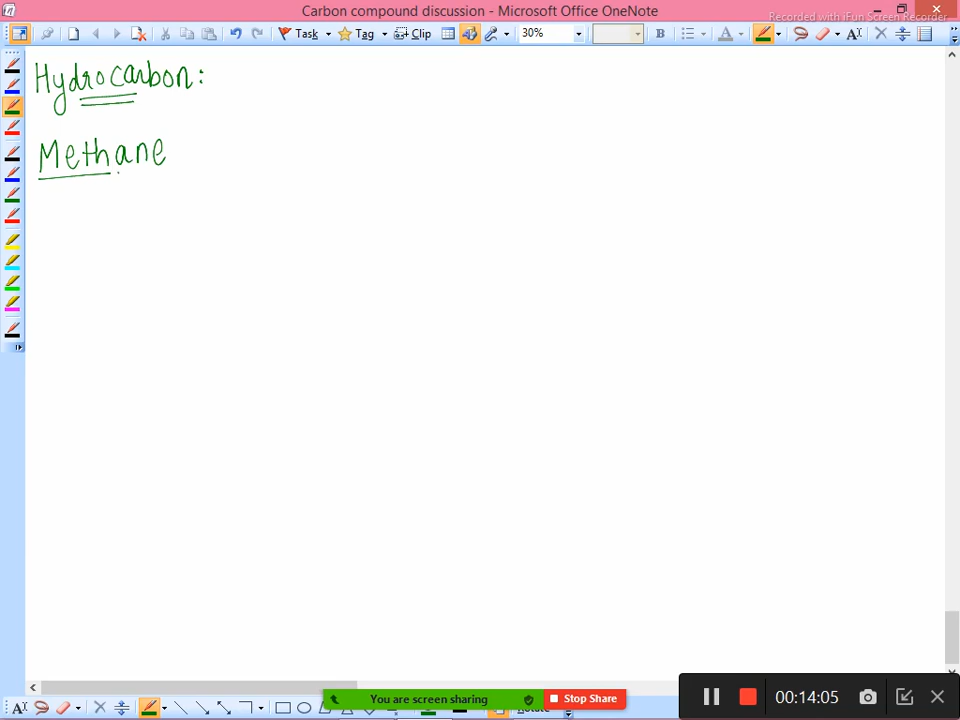 Carbon compound discussion - Microsoft Office OneNote
Recorded with iFun Screen Recorder
Task Tag Clip 30% B A A
Hydrocarbon:
Methane
A You are screen sharing Stop Share
00:14:05